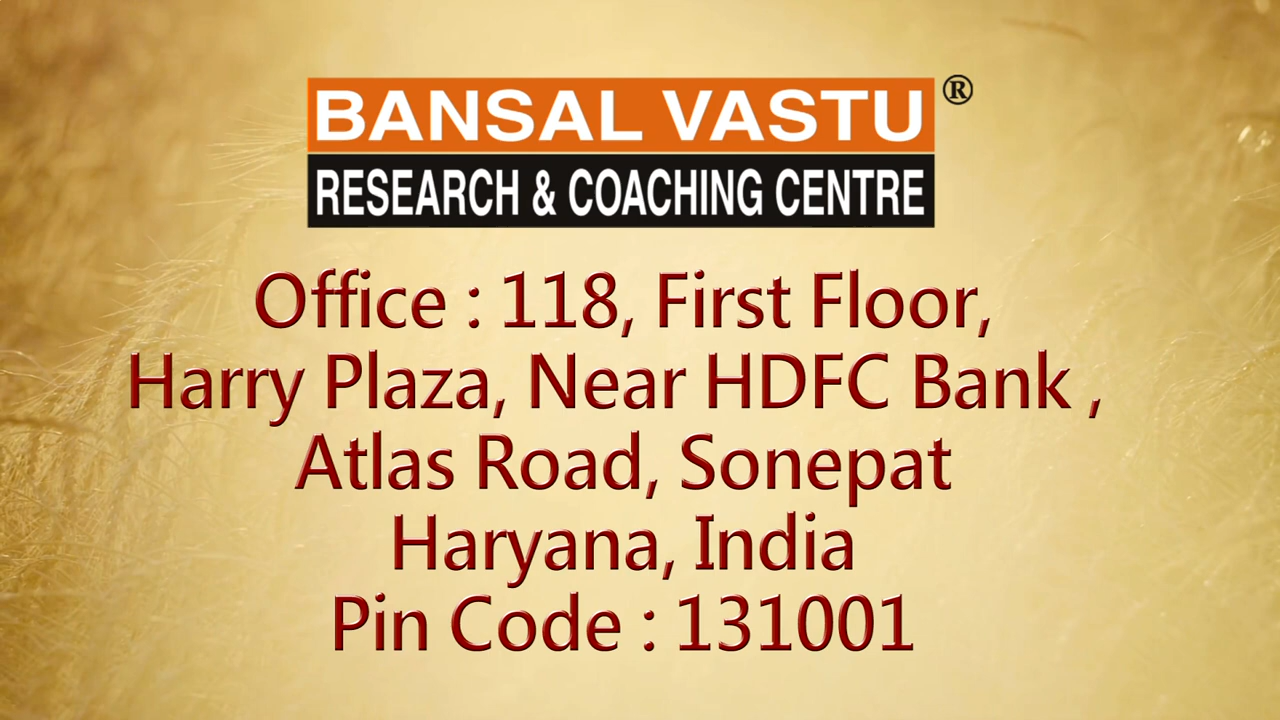 BANSAL VASTU ®
RESEARCH & COACHING CENTRE
Office : 118, First Floor,
Harry Plaza, Near HDFC Bank ,
Atlas Road, Sonepat
Haryana, India
Pin Code : 131001